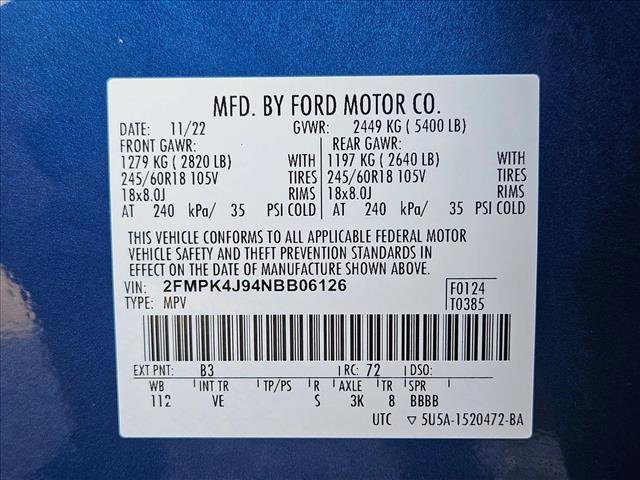 MFD. BY FORD MOTOR CO.
DATE: 11/22 GVWR: 2449 KG ( 5400 LB)
FRONT GAWR: REAR GAWR:
1279 KG ( 2820 LB) WITH 1197 KG ( 2640 LB) WITH
245/60R18 105V TIRES 245/60R18 105V TIRES
18x8.0J RIMS 18x8.0J RIMS
AT 240 kPa/ 35 PSI COLD AT 240 kPa/ 35 PSI COLD
THIS VEHICLE CONFORMS TO ALL APPLICABLE FEDERAL MOTOR
VEHICLE SAFETY AND THEFT PREVENTION STANDARDS IN
EFFECT ON THE DATE OF MANUFACTURE SHOWN ABOVE.
VIN: 2FMPK4J94NBB06126 F0124
TYPE: MPV T0385
EXT PNT: B3 RC: 72 DSO:
WB INT TR TP/PS R AXLE TR SPR
112 VE S 3K 8 BBBB
UTC ▽ 5U5A-1520472-BA